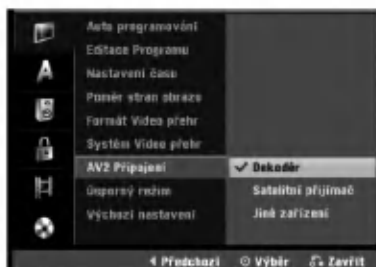 Auto programování
Editace Programu
Nastavení času
Poměr stran obrazu
Formát Video přehr
Systém Video přehr
AV2 Připojení
✓ Dekodér
Úsporný režim
Satelitní přijímač
Výchozí nastavení
Jiné zařízení
A
Předchozí
Výběr
Zavřít